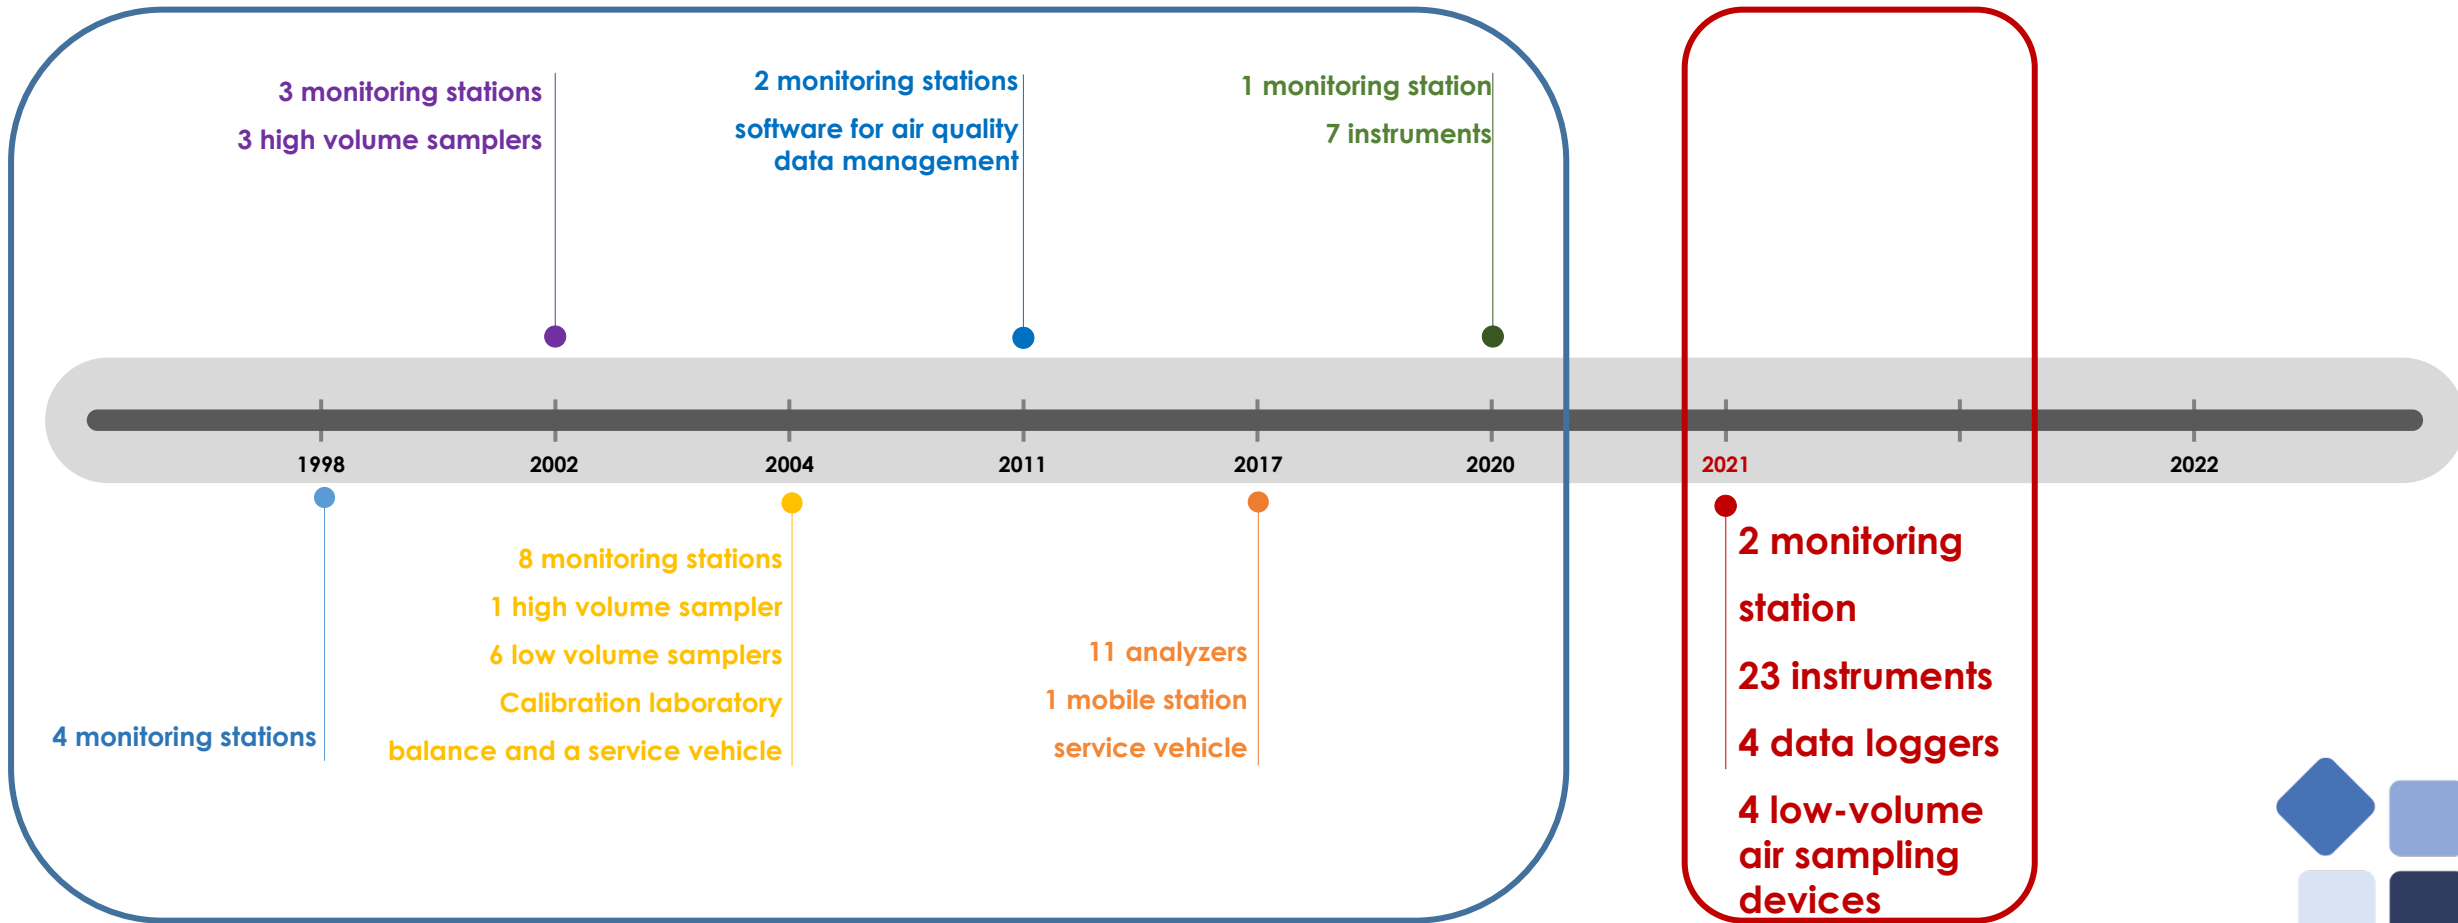 3 monitoring stations
3 high volume samplers
2 monitoring stations
software for air quality
data management
1 monitoring station
7 instruments
1998
2002
2004
2011
2017
2020
2021
2022
4 monitoring stations
8 monitoring stations
1 high volume sampler
6 low volume samplers
Calibration laboratory
balance and a service vehicle
11 analyzers
1 mobile station
service vehicle
2 monitoring
station
23 instruments
4 data loggers
4 low-volume
air sampling
devices